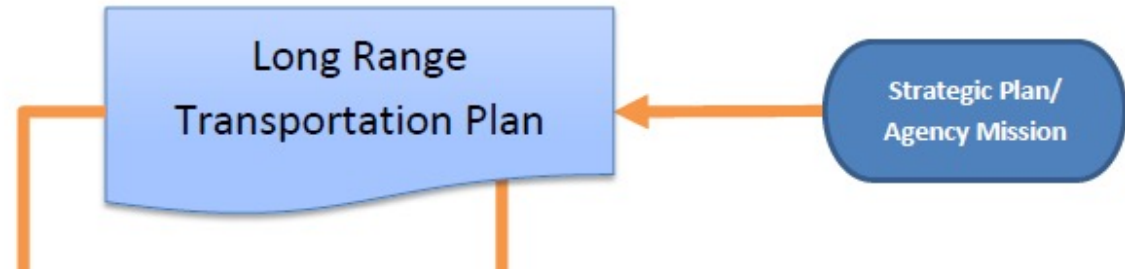 Long Range
Transportation Plan
Strategic Plan/
Agency Mission